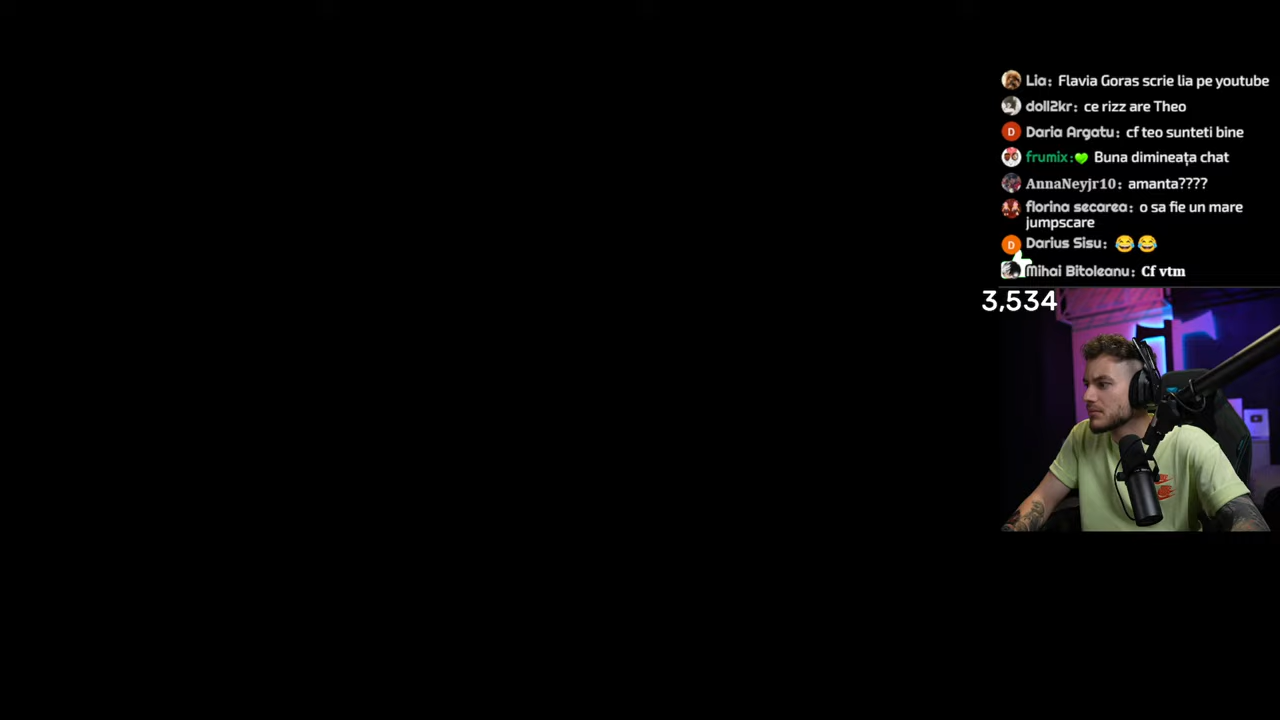 Lia: Flavia Goras scrie lia pe youtube
doll2kr: ce rizz are Theo
D Daria Argatu: cf teo sunteti bine
frumix:💚 Buna dimineața chat
AnnaNeyjr10: amanta????
florina secarea: o sa fie un mare
jumpscare
D Darius Sisu: 😂😂
Mihai Bitoleanu: Cf vtm
3,534